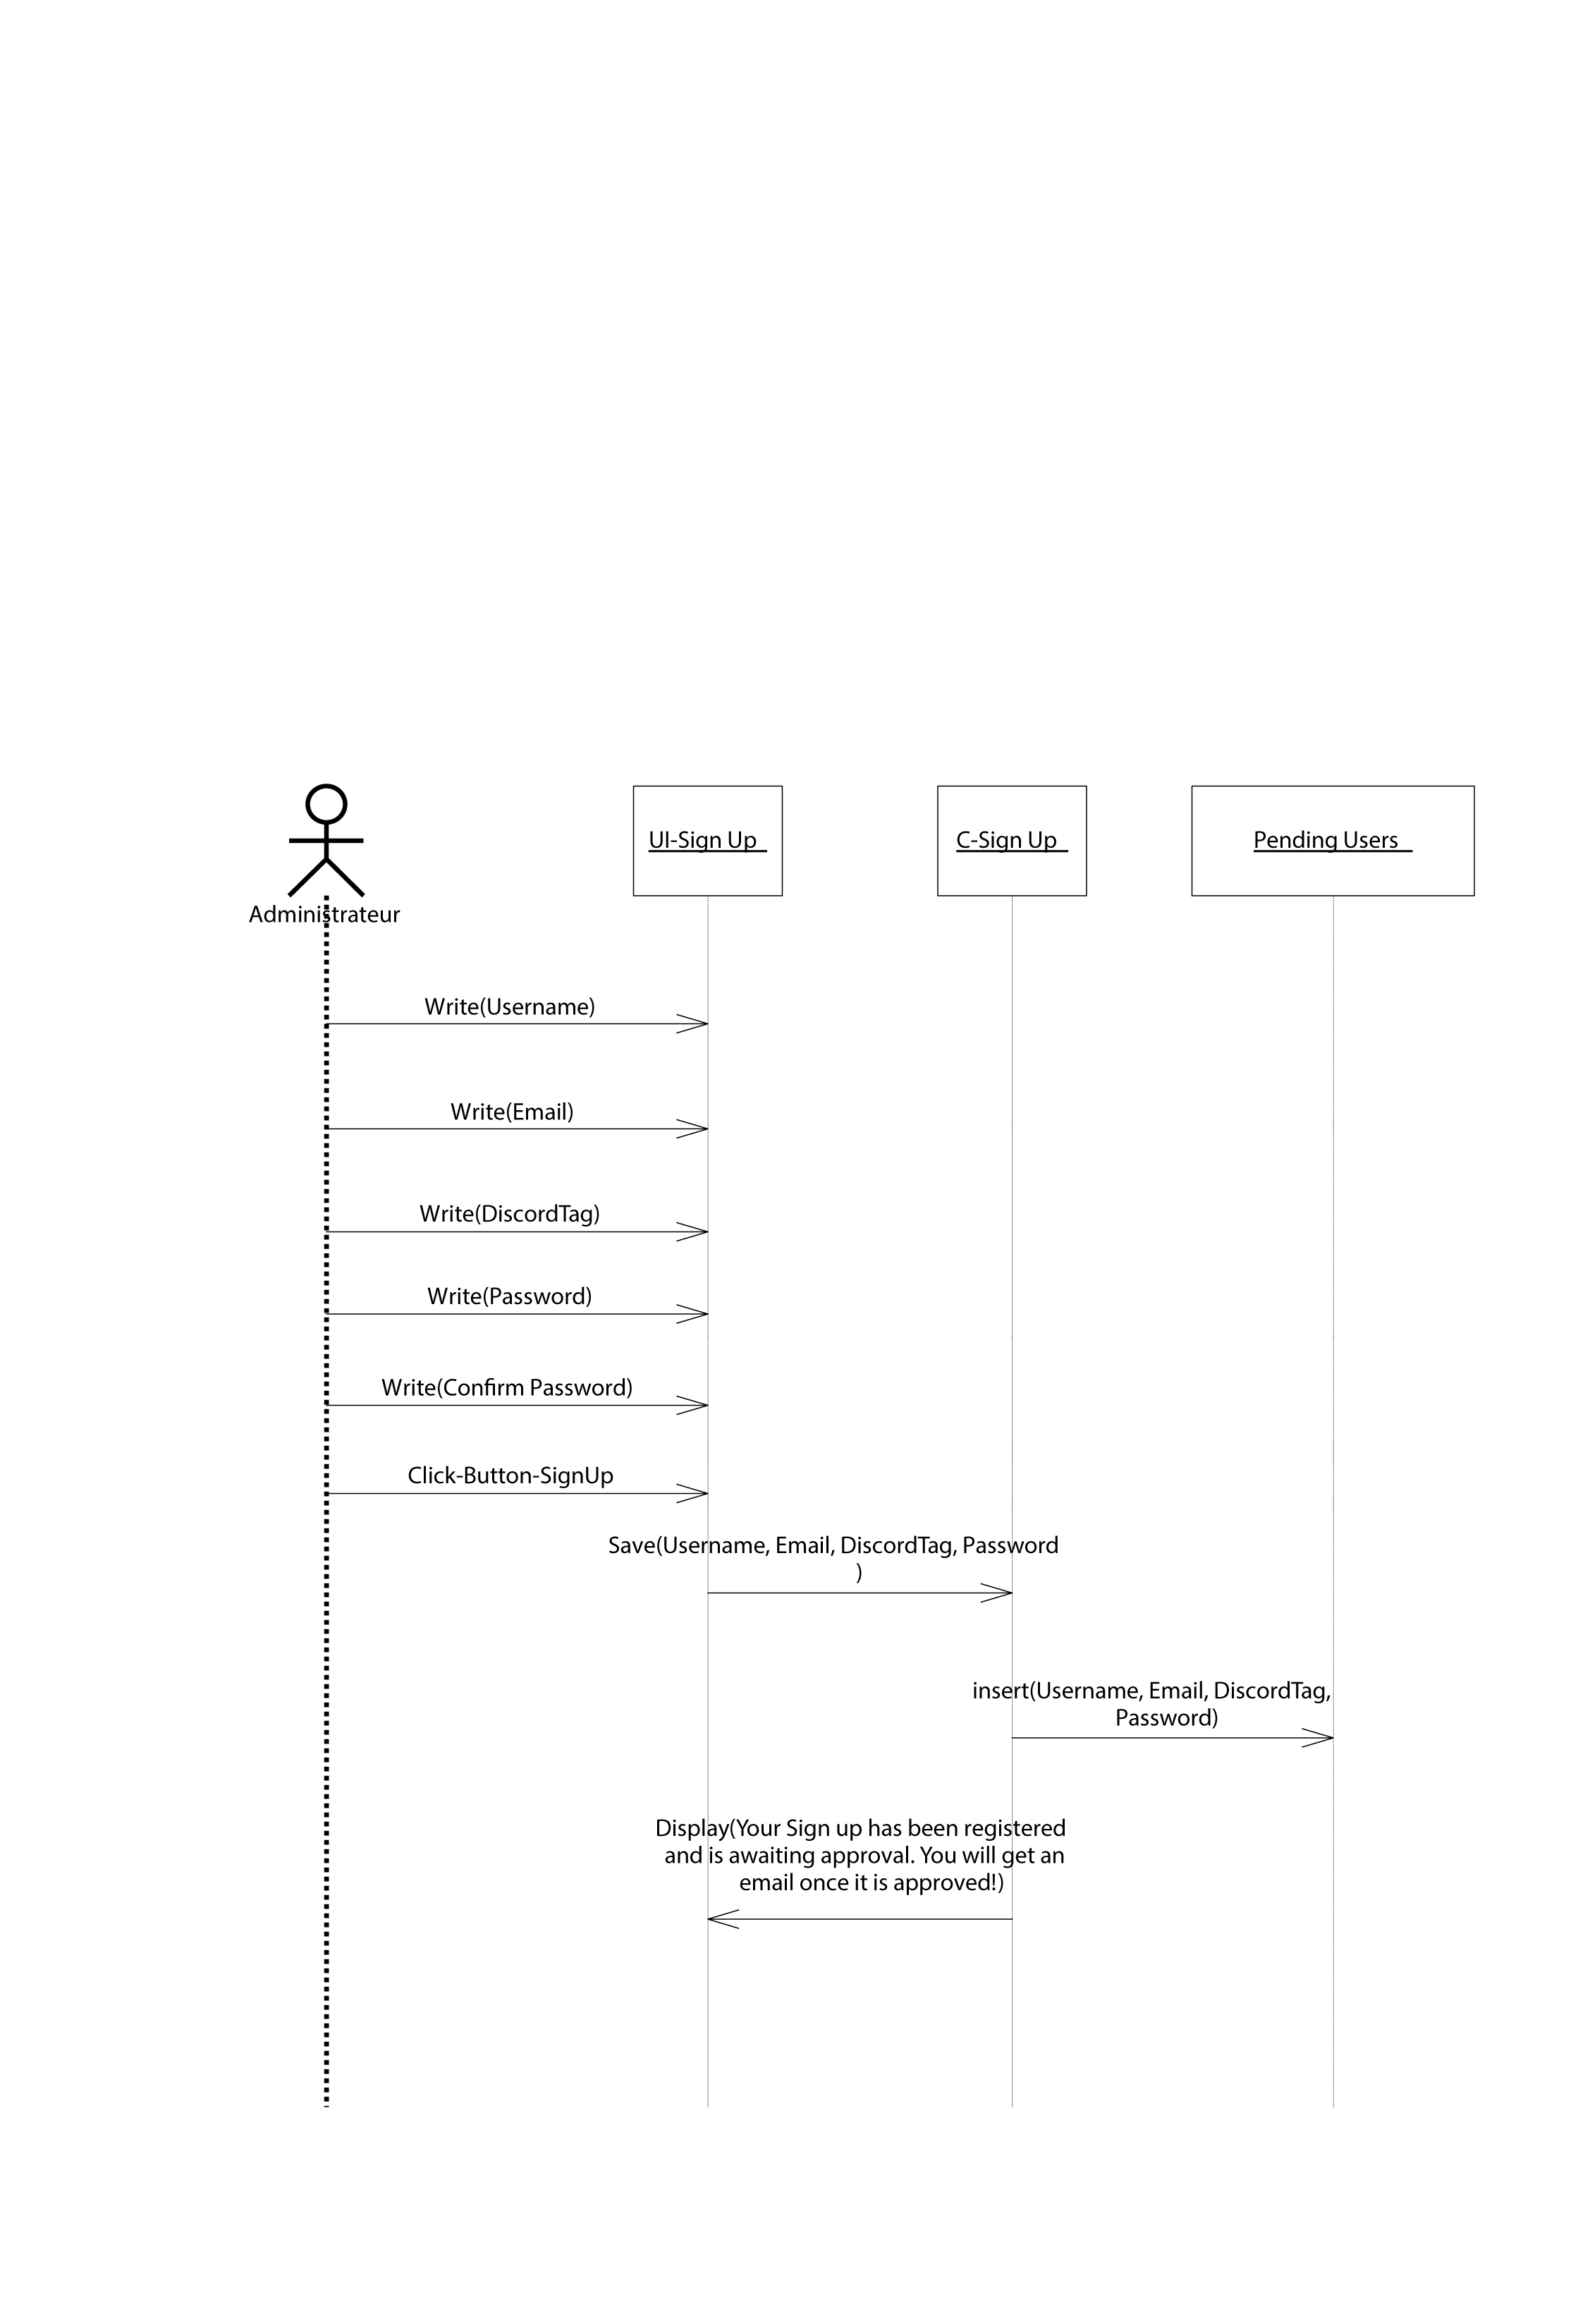 UI-Sign Up
C-Sign Up
Pending Users
Administrateur
Write(Username)
Write(Email)
Write(DiscordTag)
Write(Password)
Write(Confirm Password)
Click-Button-SignUp
Save(Username, Email, DiscordTag, Password
)
insert(Username, Email, DiscordTag,
Password)
Display(Your Sign up has been registered
and is awaiting approval. You will get an
email once it is approved!)